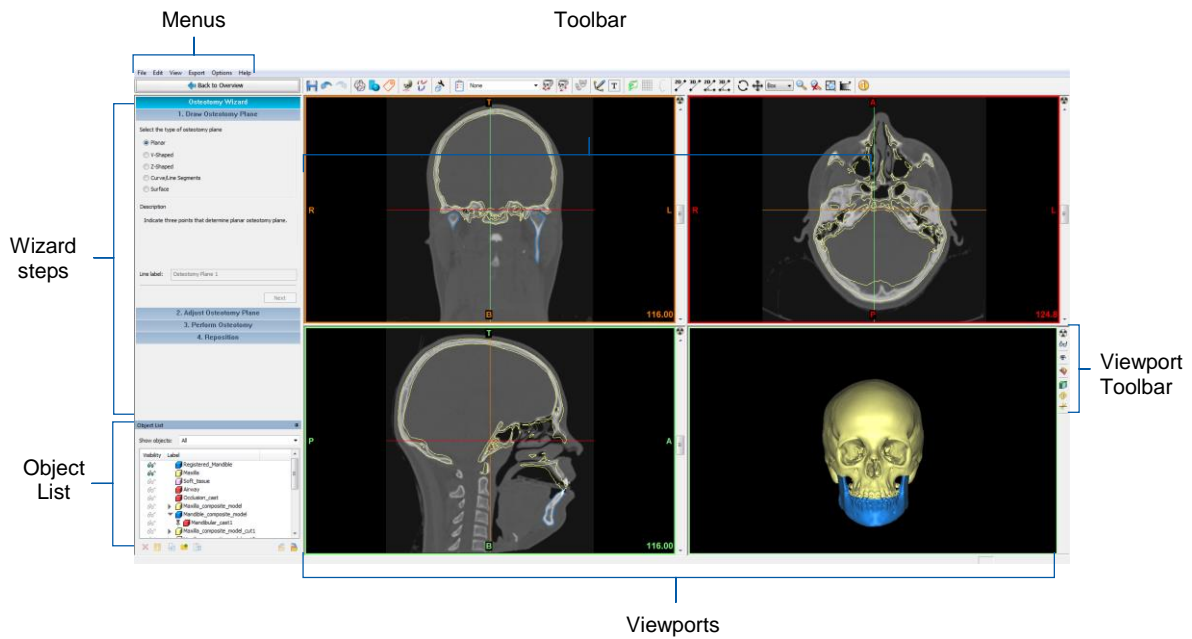 Menus
Toolbar
File Edit View Export Options Help
Back to Overview
None
Eos
Osteotomy Wizard
1. Draw Osteotomy Plane
Select the type of osteotomy plane
Planar
Y-Shaped
Z-Shaped
Curve/Line Segments
Surface
Description
Indicate three points that determine planar osteotomy plane.
Line label: Osteotomy Plane 1
Next
2. Adjust Osteotomy Plane
3. Perform Osteotomy
4. Reposition
Wizard
steps
T
R
L
B
116.00
A
R
L
P
124.8
T
P
A
B
116.00
Viewport
Toolbar
Object List
Show objects: All
Visibility Label
Registered_Mandible
Maxilla
Soft_tissue
Airway
Occlusion_cast
Maxilla_composite_model
Mandible_composite_model
Mandibular_cast1
Maxilla_composite_model_cut1
Object
List
Viewports